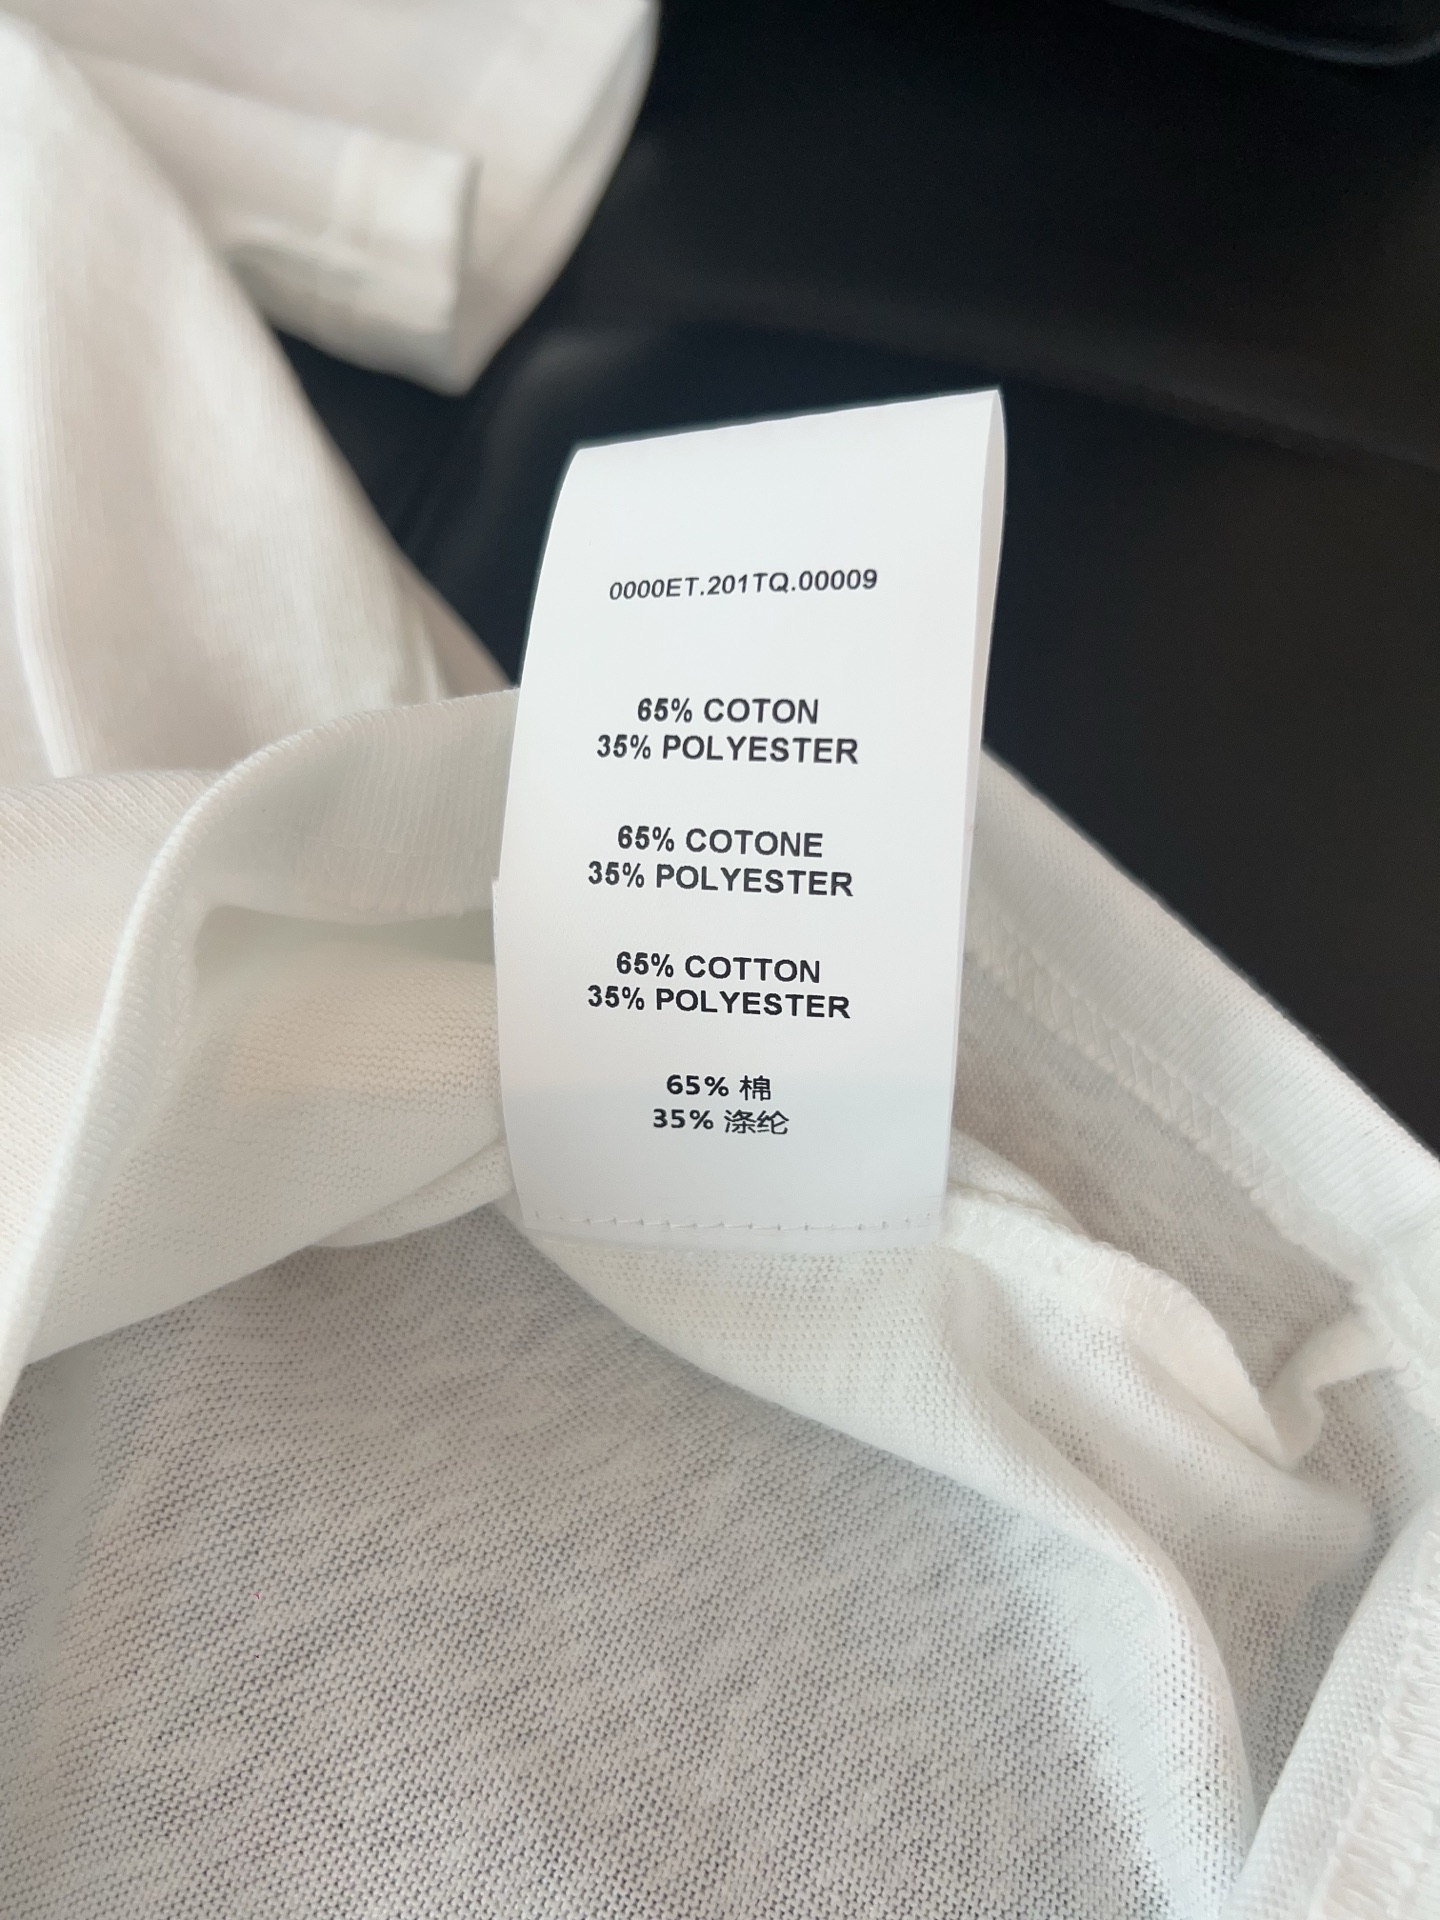 0000ET.201TQ.00009
65% COTON
35% POLYESTER
65% COTONE
35% POLYESTER
65% COTTON
35% POLYESTER
65% 棉
35% 涤纶